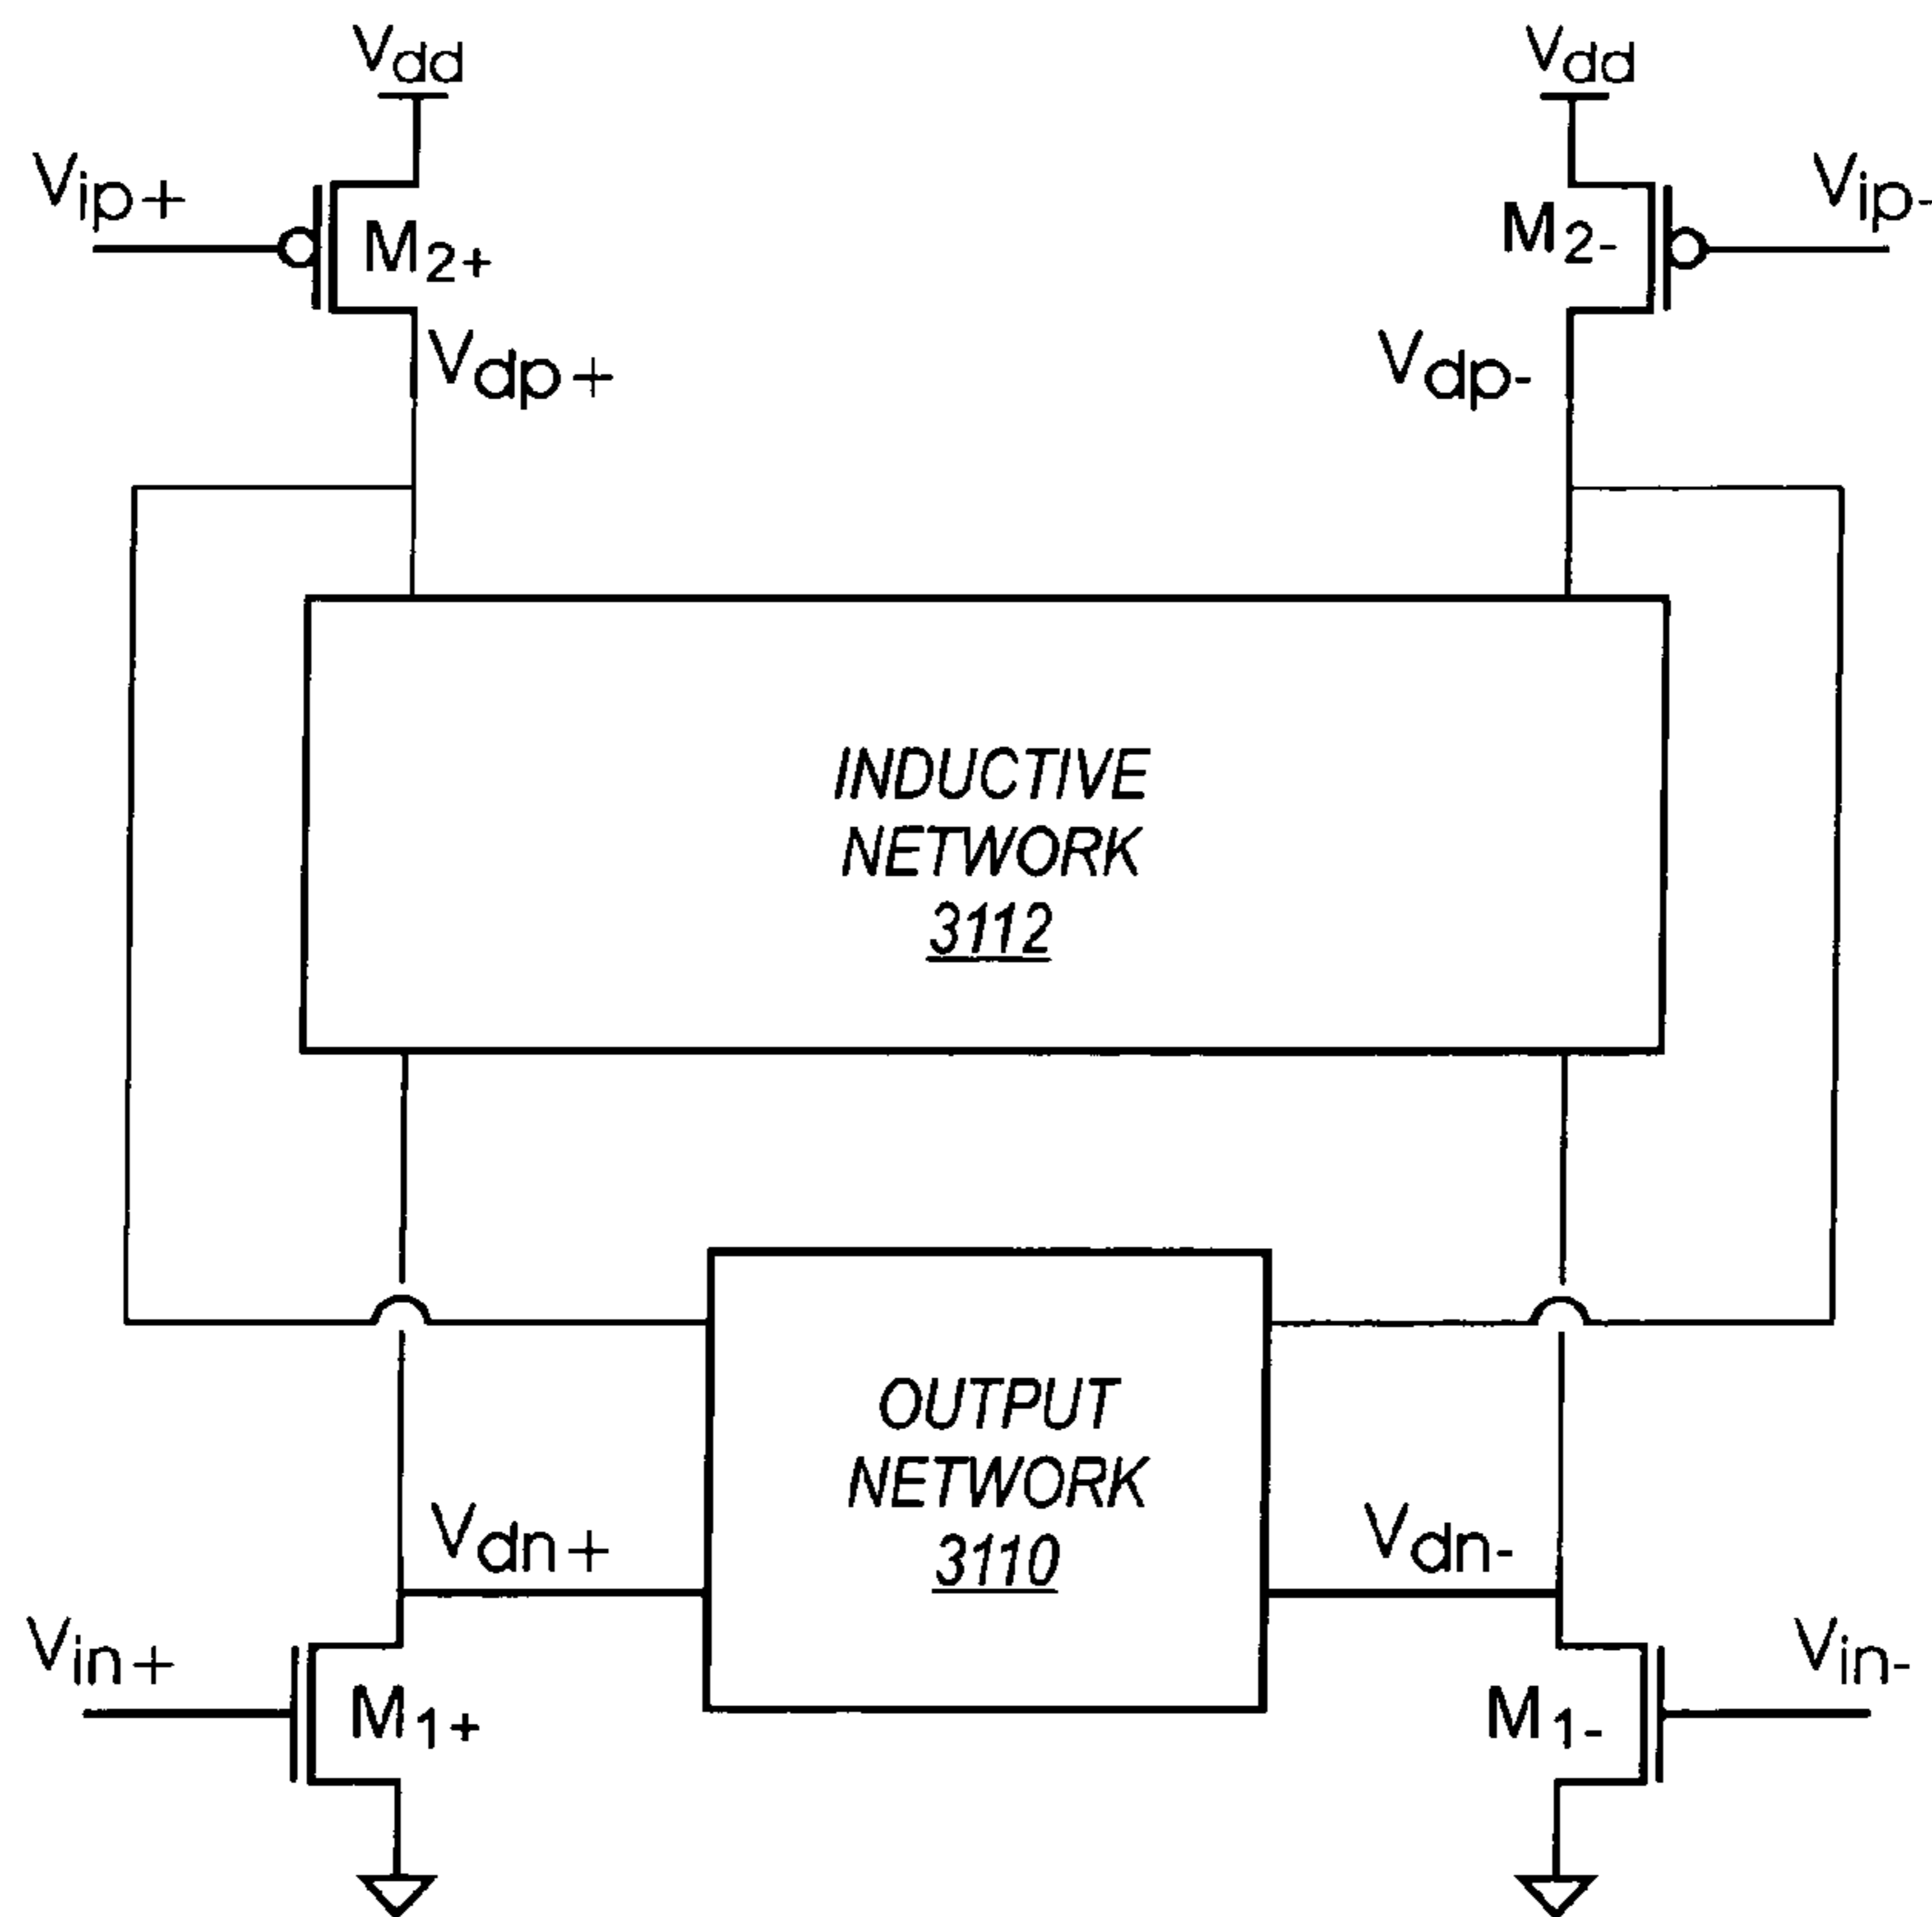 Vdd Vdd
Vip+ Vip-
M2+ M2-
Vdp+ Vdp-
INDUCTIVE
NETWORK
3112
OUTPUT
NETWORK
3110
Vdn+ Vdn-
Vin+ Vin-
M1+ M1-